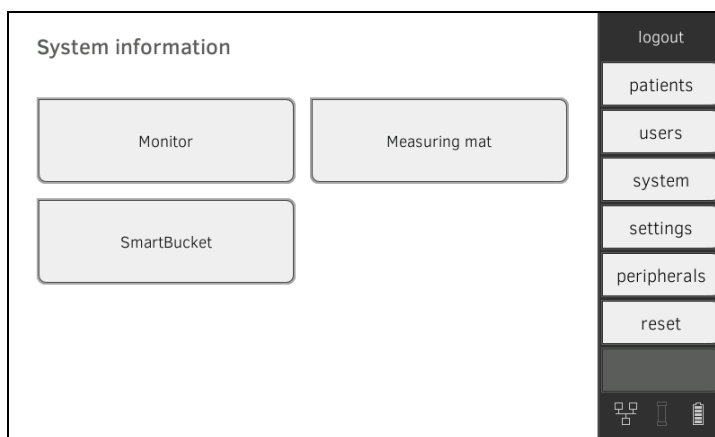 System information
Monitor
Measuring mat
SmartBucket
logout
patients
users
system
settings
peripherals
reset